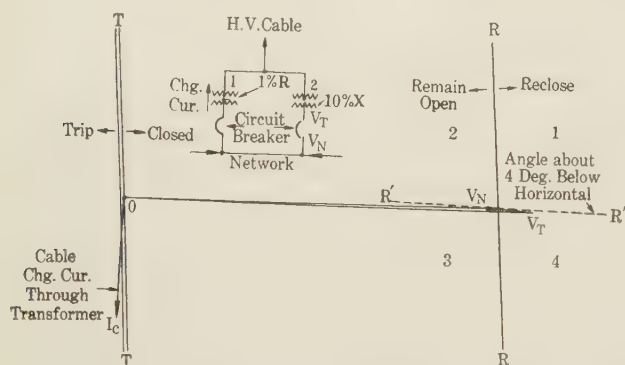 T
H.V.Cable
R
Chg.
Cur.
1
1%R
2
10%X
Remain
Open
Reclose
Trip
Closed
Circuit
Breaker
V_T
V_N
2
1
Network
Angle about
4 Deg. Below
Horizontal
O
R'
V_N
V_T
R'
Cable
Chg. Cur.
Through
Transformer
I_c
3
4
T
R